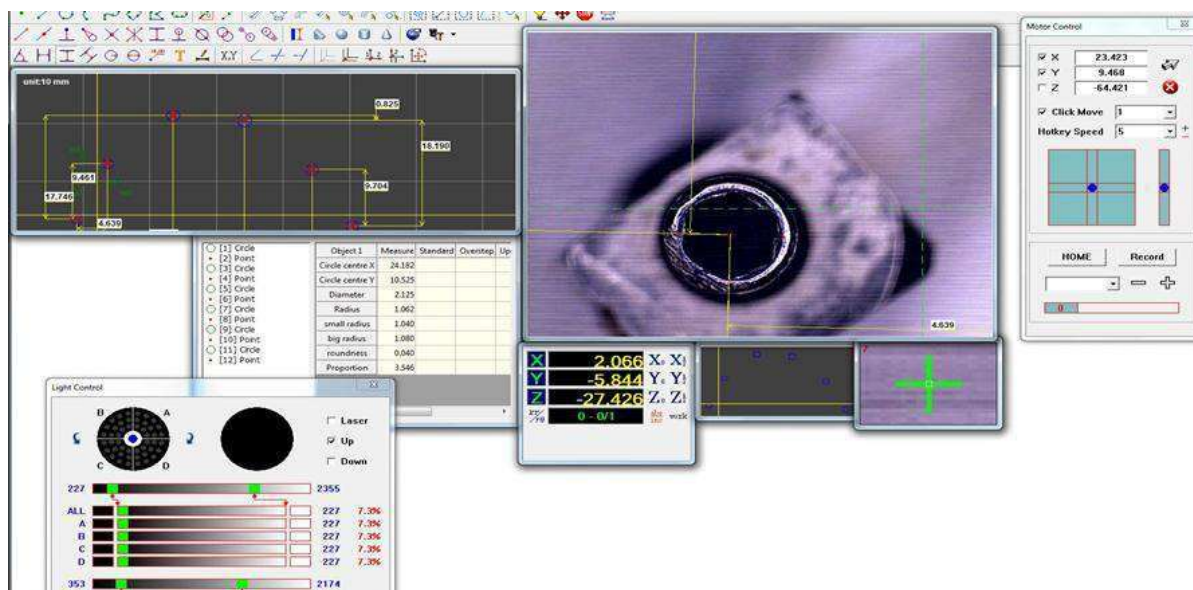 X,Y
unit:10 mm
0.825
18.190
9.461
17.746
9.704
4.639
[1] Circle
[2] Point
[3] Circle
[4] Point
[5] Circle
[6] Point
[7] Circle
[8] Point
[9] Circle
[10] Point
[11] Circle
[12] Point
Object 1 Measure Standard Overstep Up
Circle centre X 24.182
Circle centre Y 10.525
Diameter 2.125
Radius 1.062
small radius 1.040
big radius 1.080
roundness 0.040
Proportion 3.546
4.639
X 2.066
Y -5.844
Z -27.426
0 - 0/1
7
Motor Control
X 23.423
Y 9.468
Z -64.421
Click Move 1
Hotkey Speed 5
HOME Record
0
Light Control
B A
C D
Laser
Up
Down
227 2355
ALL 227 7.3%
A 227 7.3%
B 227 7.3%
C 227 7.3%
D 227 7.3%
353 2174